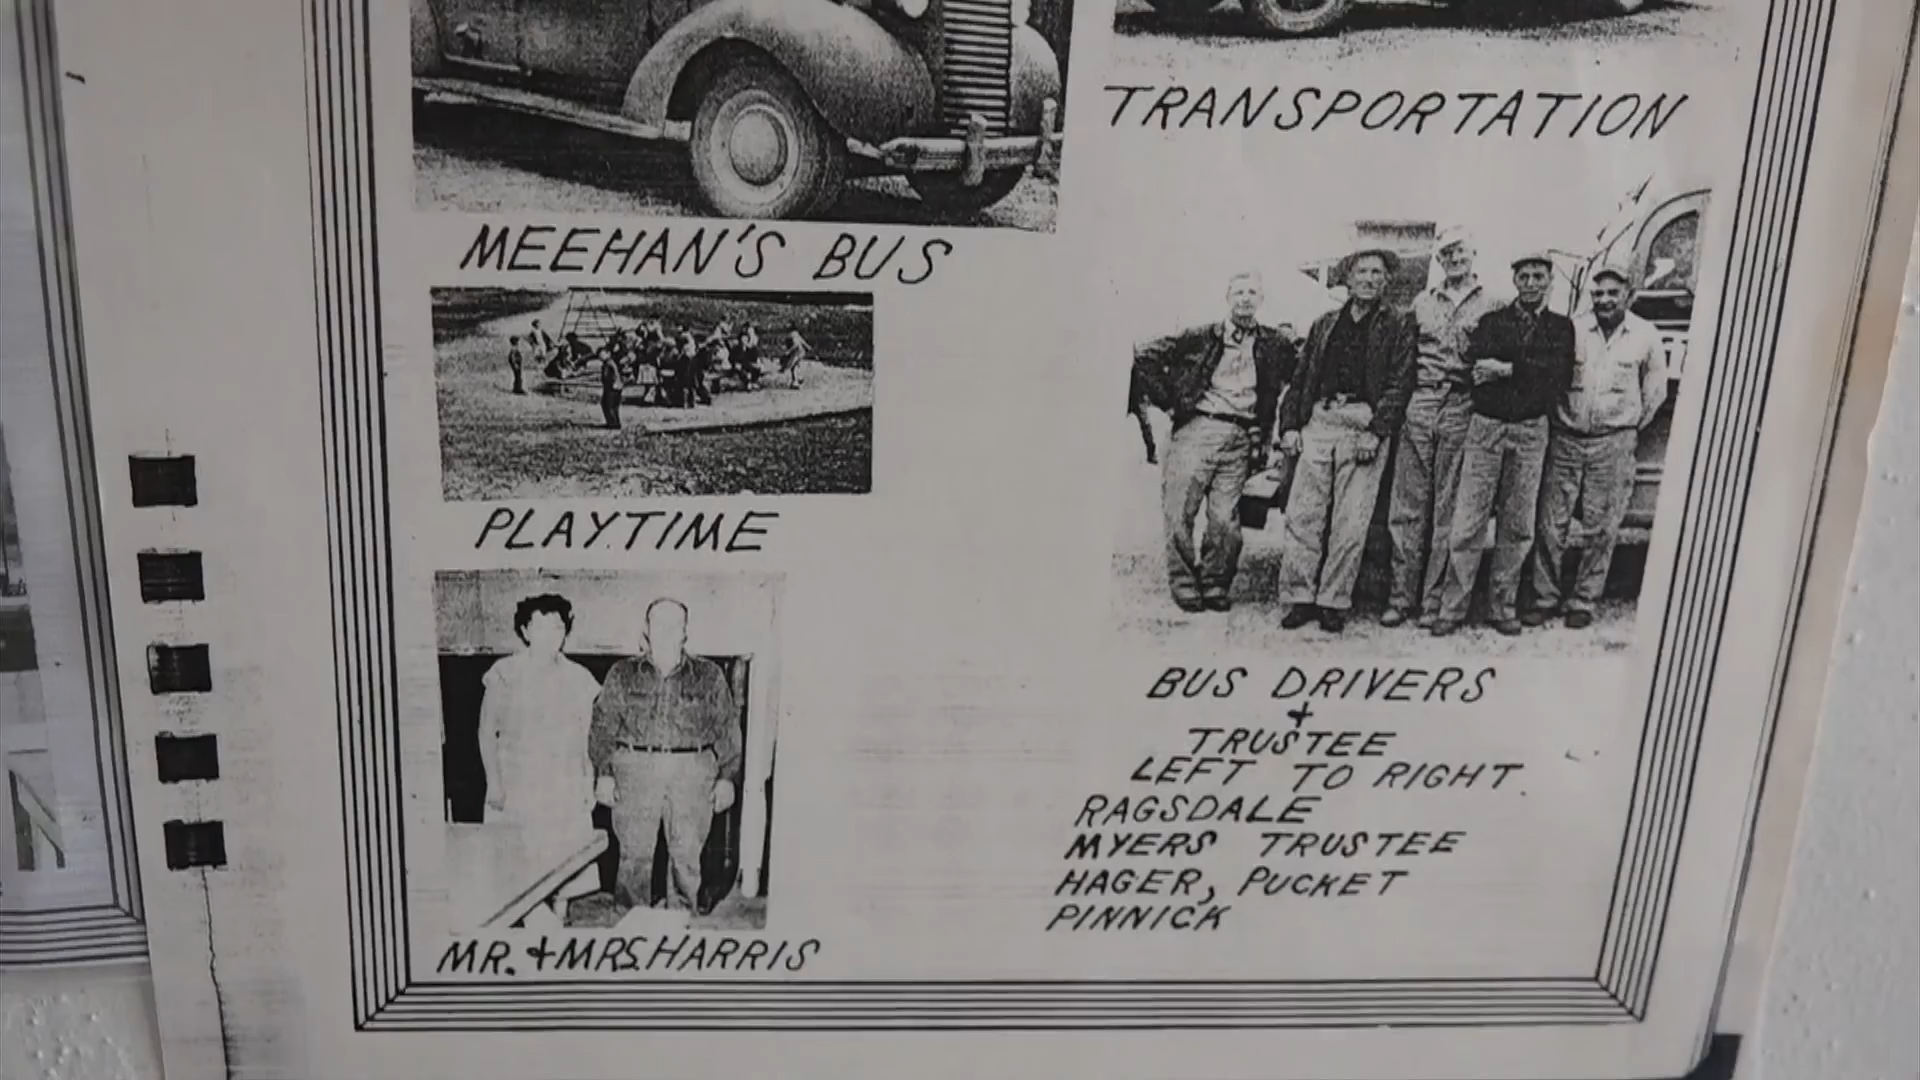 TRANSPORTATION
MEEHAN'S BUS
PLAYTIME
BUS DRIVERS
+
TRUSTEE
LEFT TO RIGHT
RAGSDALE
MYERS TRUSTEE
HAGER, PUCKET
PINNICK
MR. + MRS. HARRIS